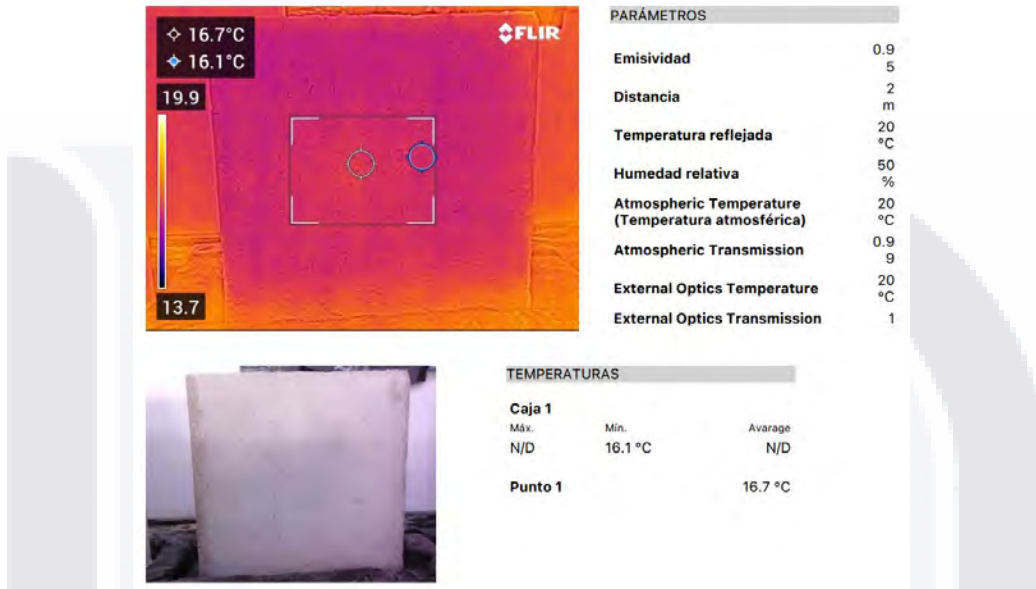 16.7°C
16.1°C
FLIR
19.9
13.7
PARÁMETROS
Emisividad 0.9
5
Distancia 2
m
Temperatura reflejada 20
°C
Humedad relativa 50
%
Atmospheric Temperature 20
(Temperatura atmosférica) °C
Atmospheric Transmission 0.9
9
External Optics Temperature 20
°C
External Optics Transmission 1
TEMPERATURAS
Caja 1
Máx. Mín. Avarage
N/D 16.1 °C N/D
Punto 1 16.7 °C